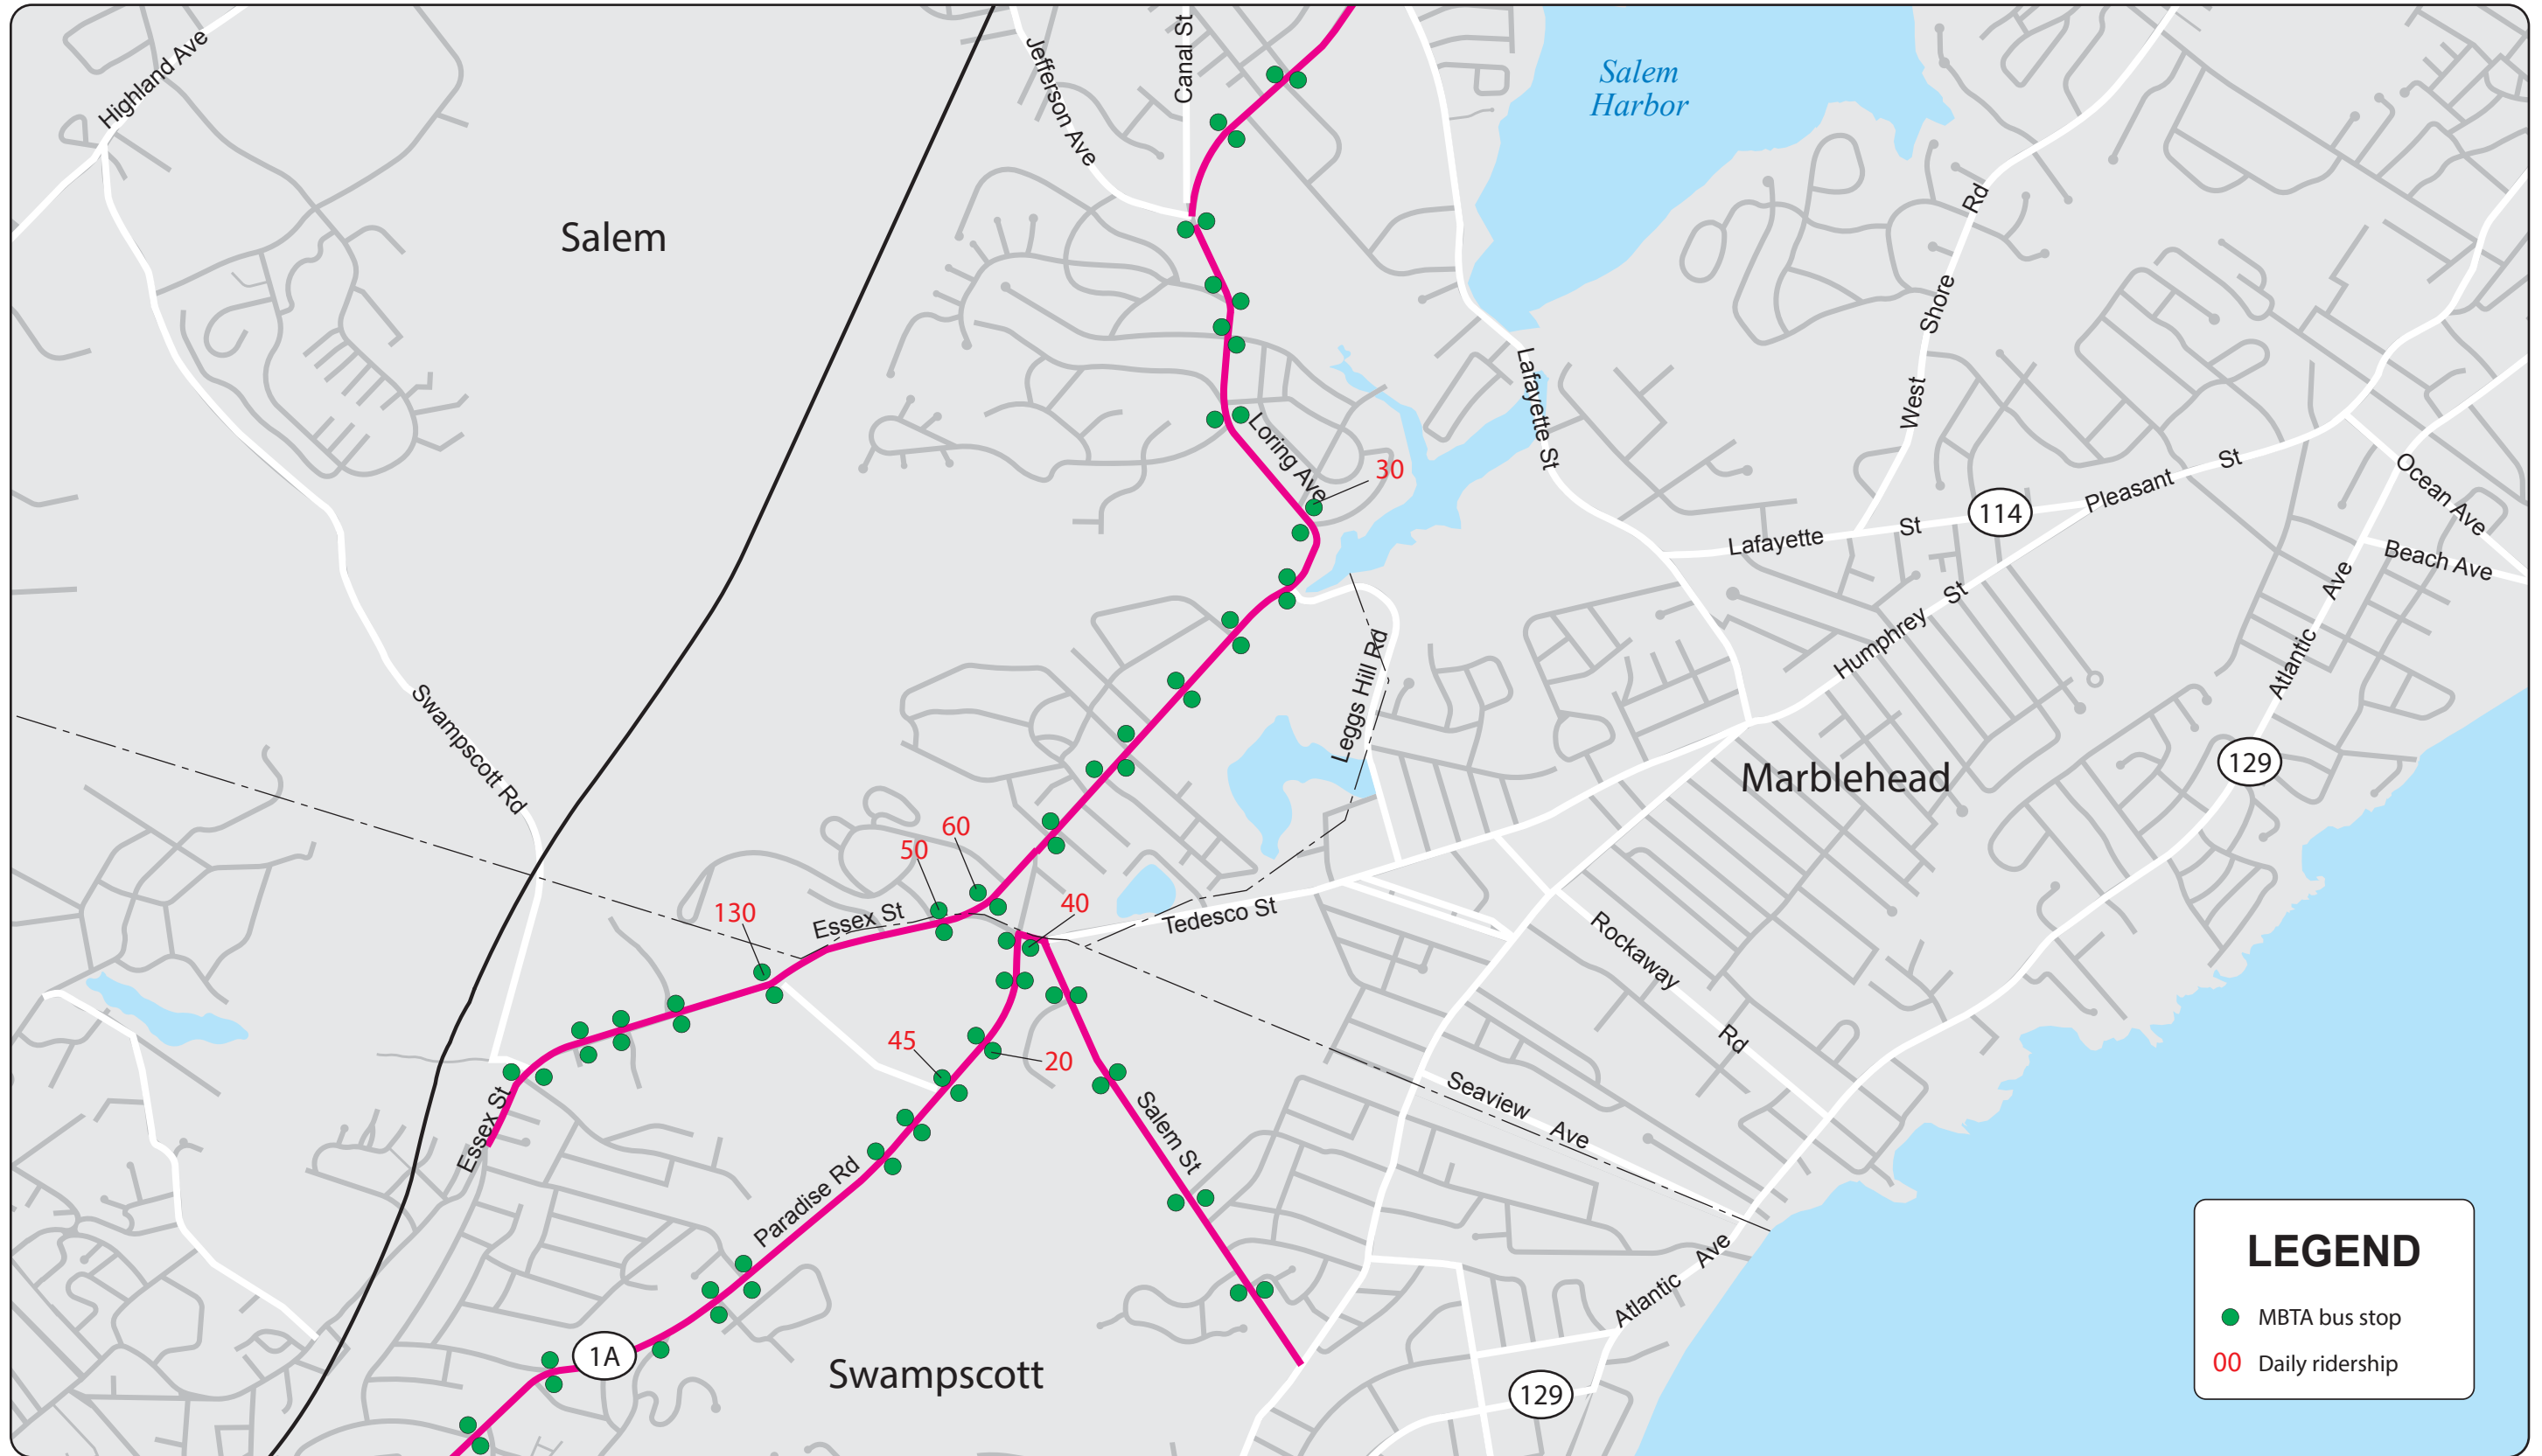 Highland Ave
Jefferson Ave
Canal St
Salem
Harbor
Salem
West Shore Rd
Lafayette St
Loring Ave
30
Lafayette St
114
Pleasant St
Ocean Ave
Beach Ave
Humphrey St
Atlantic Ave
Leggs Hill Rd
Swampscott Rd
129
Marblehead
60
50
40
130
Essex St
Tedesco St
Rockaway Rd
45
20
Essex St
Salem St
Seaview Ave
Paradise Rd
Atlantic Ave
1A
Swampscott
129
LEGEND
MBTA bus stop
00 Daily ridership